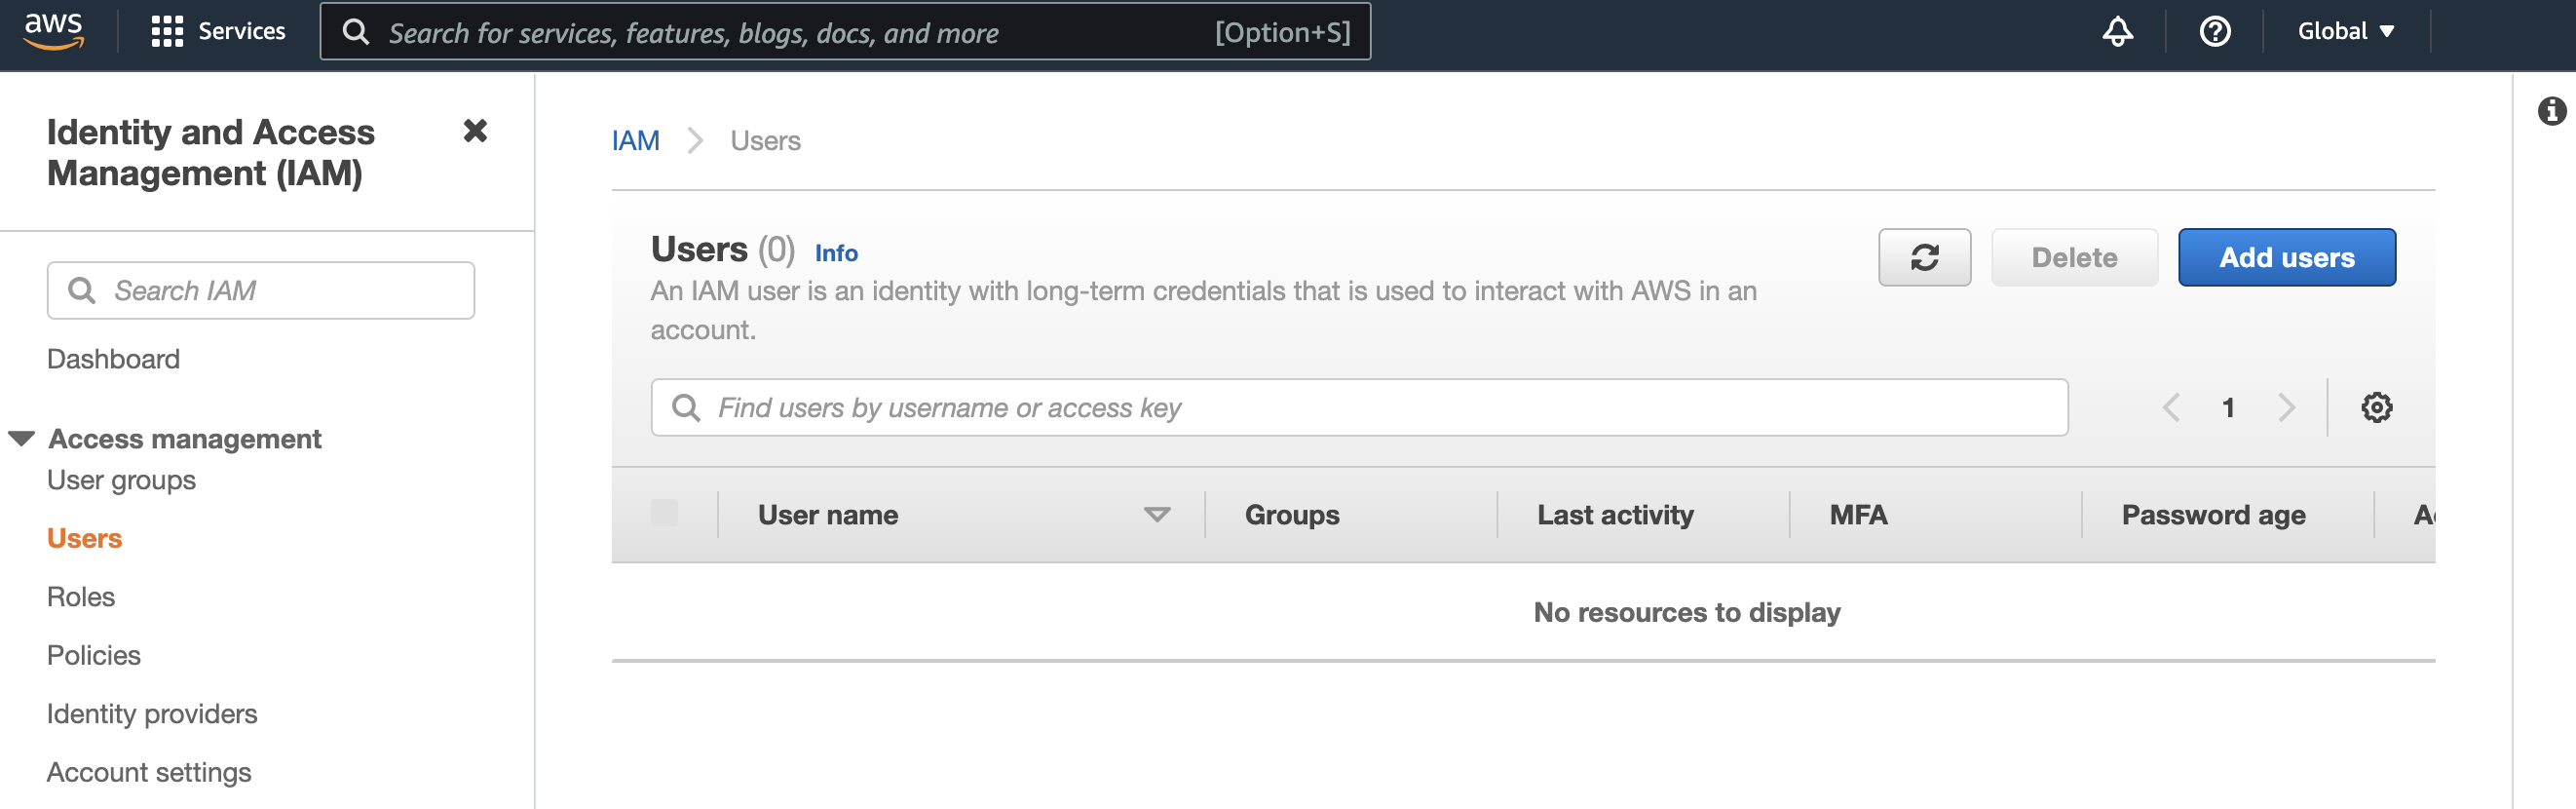 aws
Services
Search for services, features, blogs, docs, and more
[Option+S]
Global
Identity and Access
Management (IAM)
Search IAM
Dashboard
Access management
User groups
Users
Roles
Policies
Identity providers
Account settings
IAM
Users
Users (0) Info
An IAM user is an identity with long-term credentials that is used to interact with AWS in an
account.
Delete
Add users
Find users by username or access key
1
User name
Groups
Last activity
MFA
Password age
No resources to display